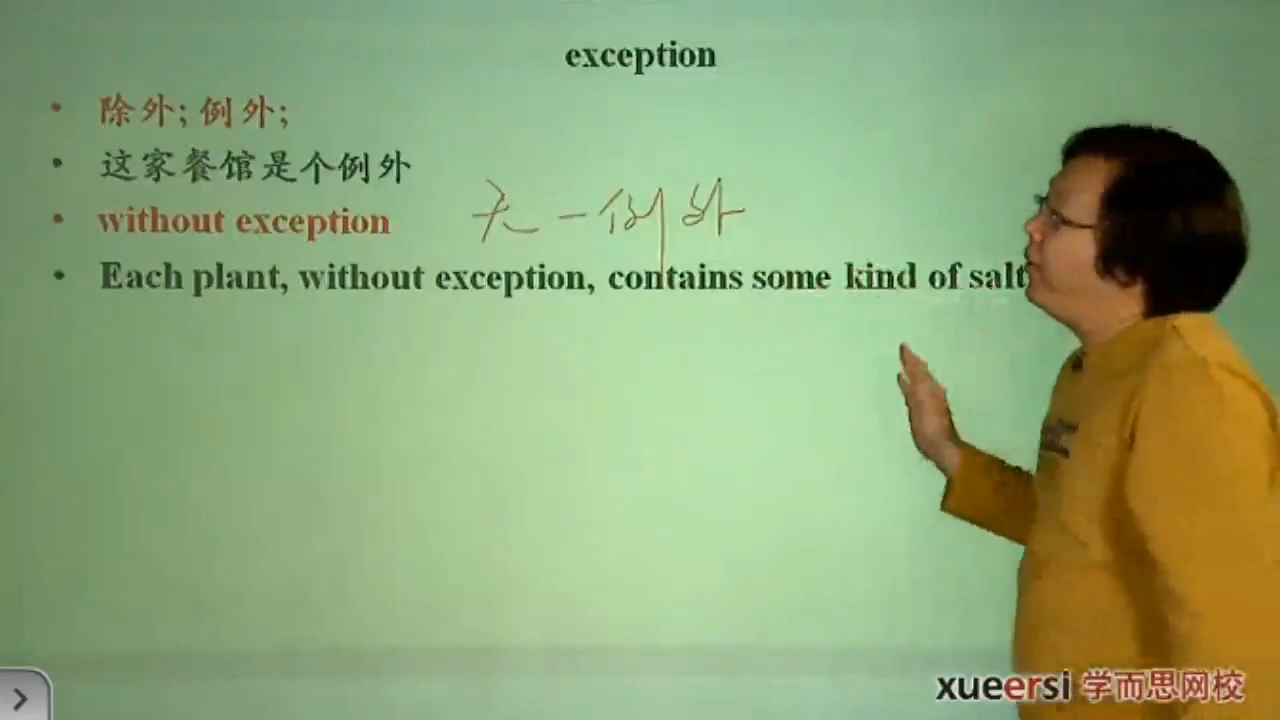 exception
• 除外; 例外;
• 这家餐馆是个例外
• without exception 无一例外
• Each plant, without exception, contains some kind of salt
xueersi 学而思网校